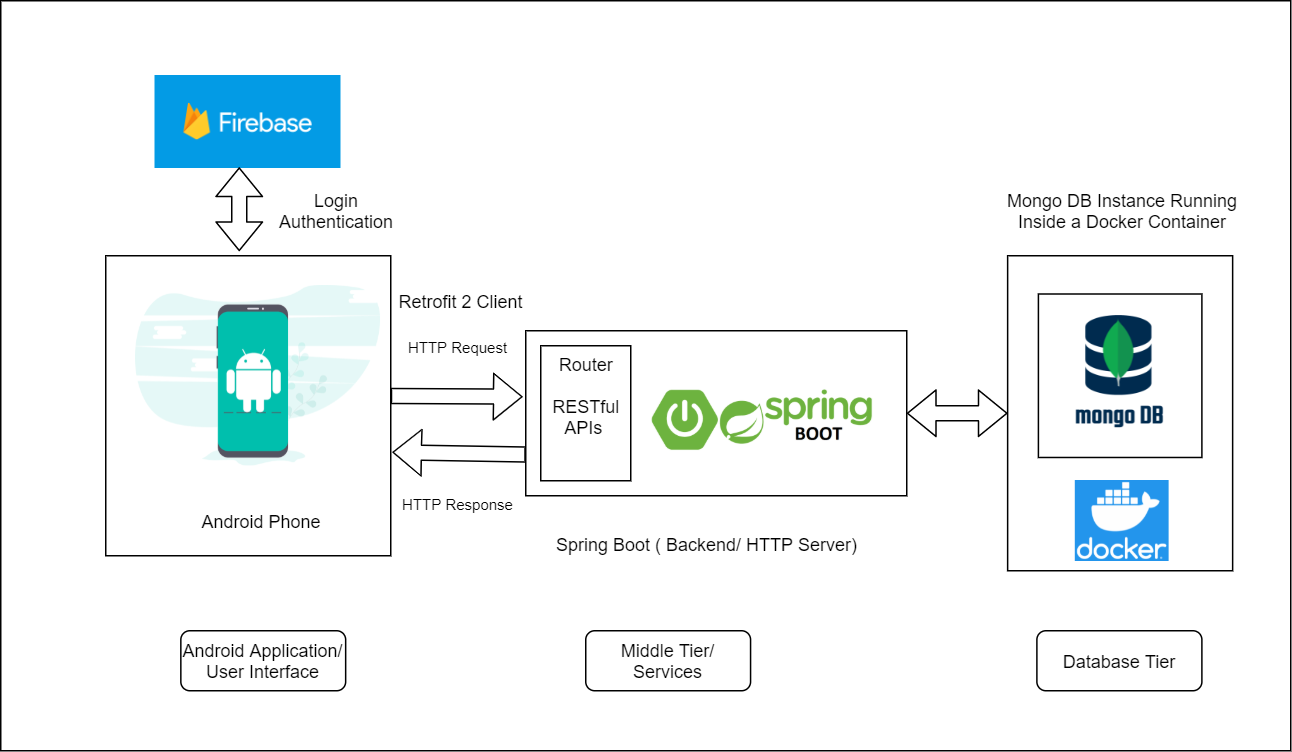 Firebase
Login
Authentication
Mongo DB Instance Running
Inside a Docker Container
Retrofit 2 Client
HTTP Request
Router
RESTful
APIs
spring
BOOT
mongo DB
HTTP Response
Android Phone
Spring Boot ( Backend/ HTTP Server)
docker
Android Application/
User Interface
Middle Tier/
Services
Database Tier